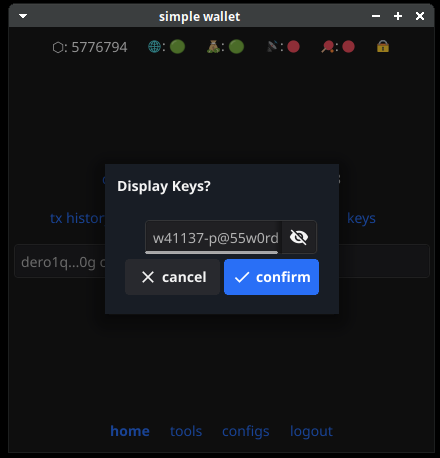 simple wallet
: 5776794 : : : :
Display Keys?
tx histor keys
w41137-p@55w0rd
dero1q...0g c
cancel confirm
home tools configs logout